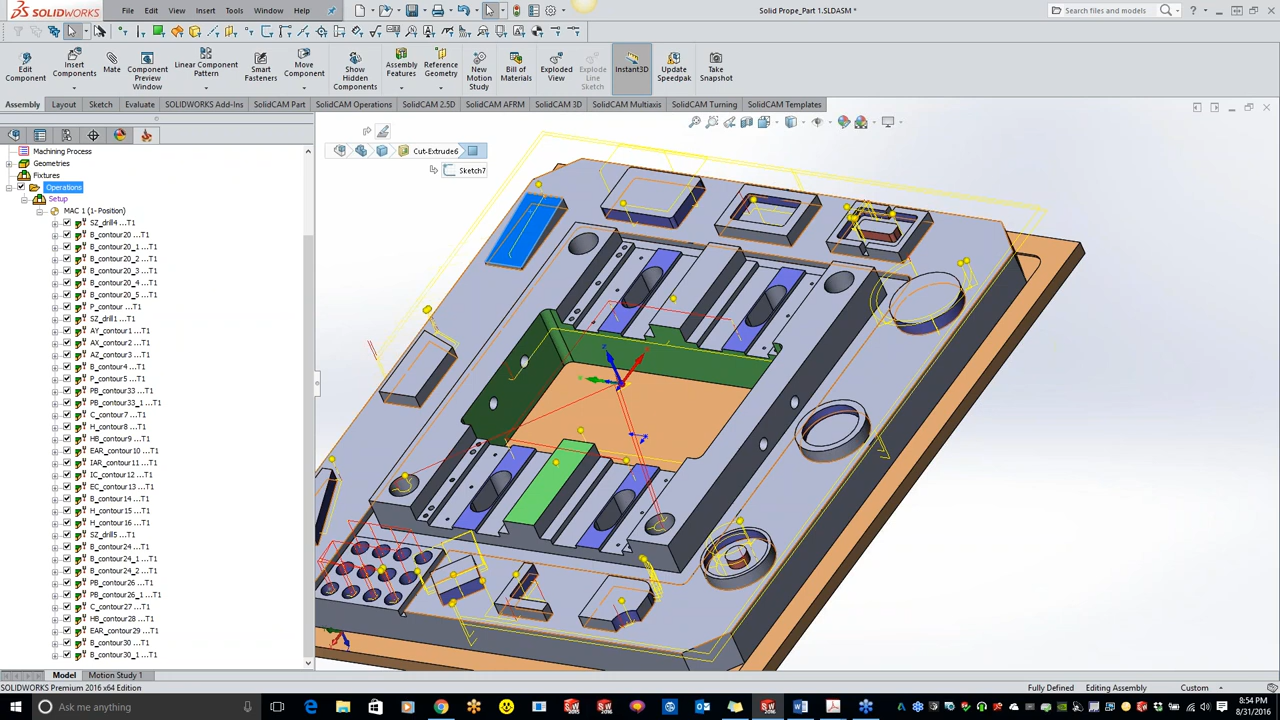 SOLIDWORKS File Edit View Insert Tools Window Help Solid Prope_Part 1.SLDASM * Search files and models
Edit Component
Insert Components
Mate
Component Preview Window
Linear Component Pattern
Smart Fasteners
Move Component
Show Hidden Components
Assembly Features
Reference Geometry
New Motion Study
Bill of Materials
Exploded View
Explode Line Sketch
Instant3D
Update Speedpak
Take Snapshot
Assembly Layout Sketch Evaluate SOLIDWORKS Add-Ins SolidCAM Part SolidCAM Operations SolidCAM 2.5D SolidCAM AFRM SolidCAM 3D SolidCAM Multiaxis SolidCAM Turning SolidCAM Templates
Machining Process
Geometries
Fixtures
Operations
Setup
MAC 1 (1- Position)
SZ_drill4 ...T1
B_contour20 ...T1
B_contour20_1 ...T1
B_contour20_2 ...T1
B_contour20_3 ...T1
B_contour20_4 ...T1
B_contour20_5 ...T1
P_contour ...T1
SZ_drill1 ...T1
AY_contour1 ...T1
AX_contour2 ...T1
AZ_contour3 ...T1
B_contour4 ...T1
P_contour5 ...T1
PB_contour33 ...T1
PB_contour33_1 ...T1
C_contour7 ...T1
H_contour8 ...T1
HB_contour9 ...T1
EAR_contour10 ...T1
IAR_contour11 ...T1
IC_contour12 ...T1
EC_contour13 ...T1
B_contour14 ...T1
H_contour15 ...T1
H_contour16 ...T1
SZ_drill5 ...T1
B_contour24 ...T1
B_contour24_1 ...T1
B_contour24_2 ...T1
PB_contour26 ...T1
PB_contour26_1 ...T1
C_contour27 ...T1
HB_contour28 ...T1
EAR_contour29 ...T1
B_contour30 ...T1
B_contour30_1 ...T1
Cut-Extrude6
Sketch7
Model Motion Study 1
SOLIDWORKS Premium 2016 x64 Edition Fully Defined Editing Assembly Custom
Ask me anything 8:54 PM
8/31/2016